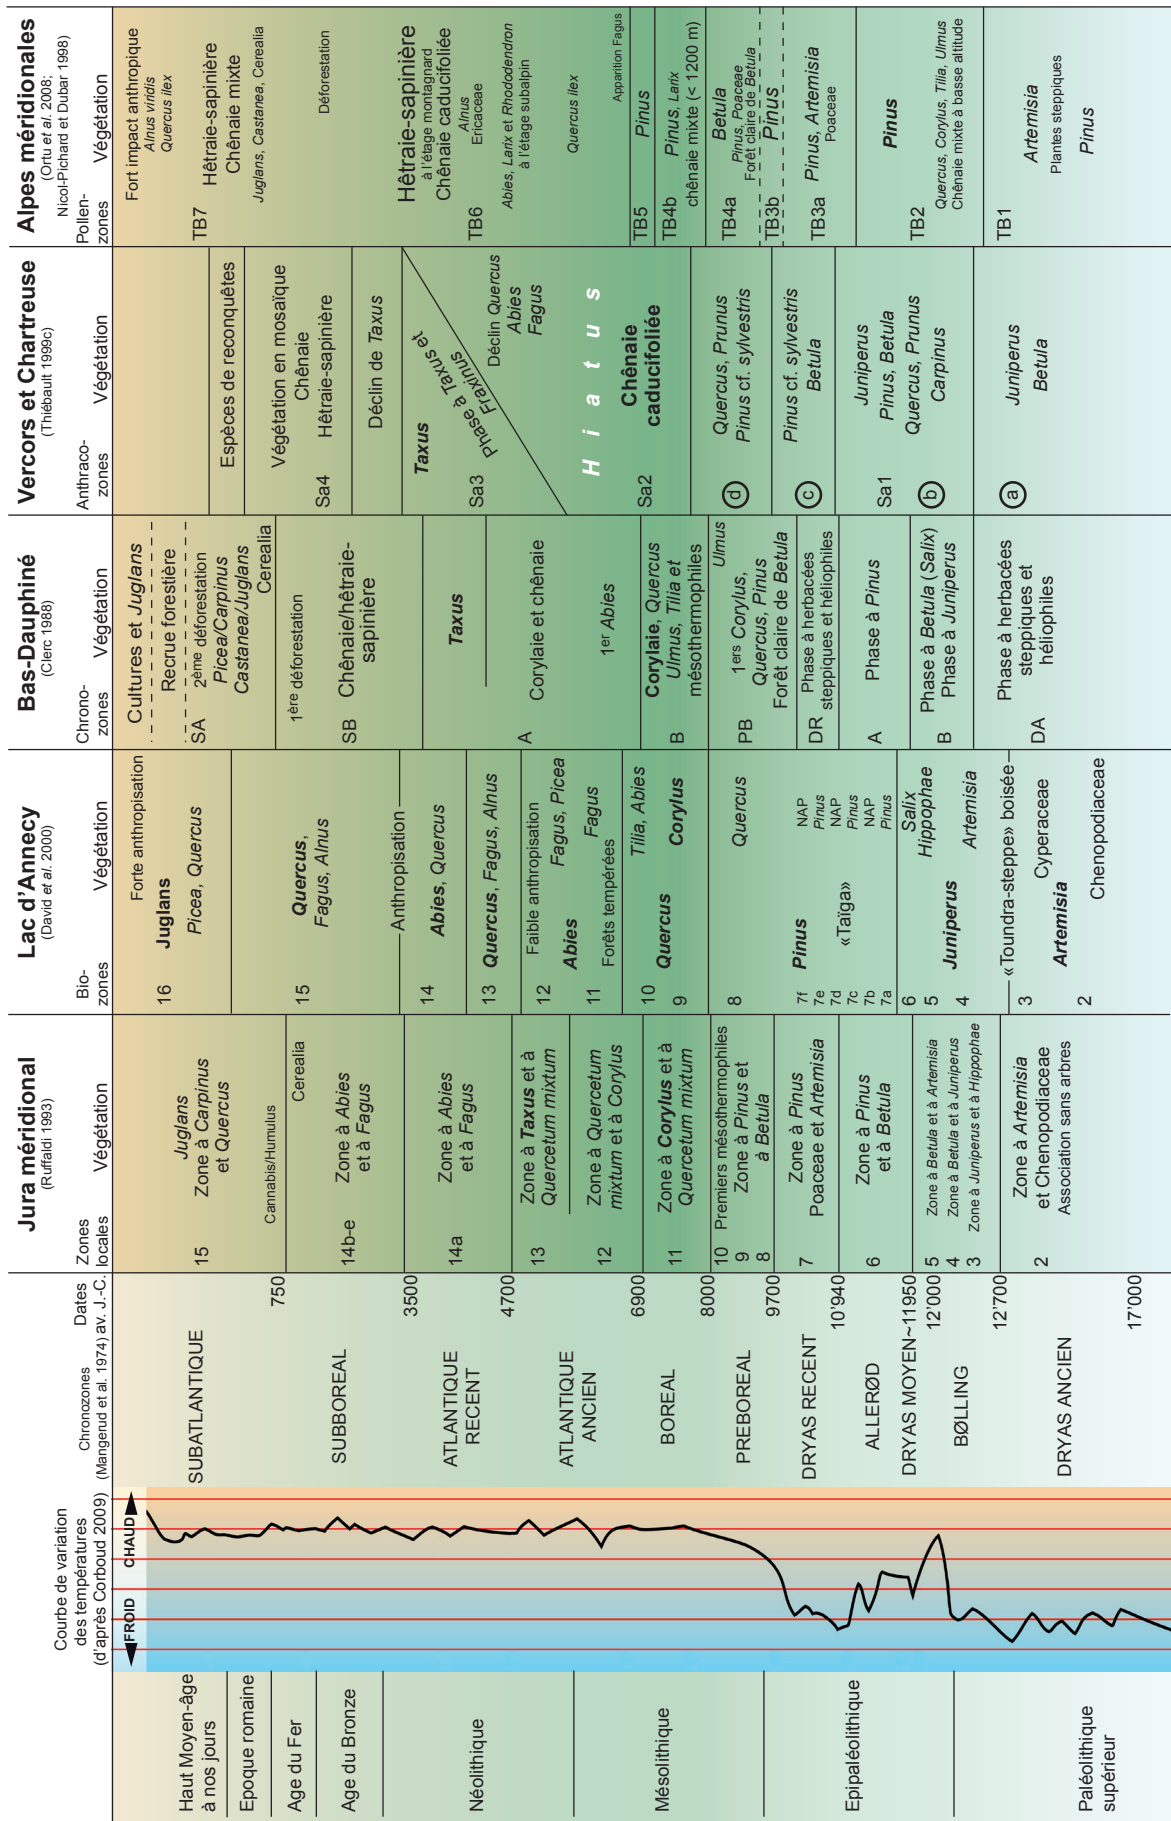 Courbe de variation
des températures
(d'après Corboud 2009)
FROID
CHAUD
Haut Moyen-âge
à nos jours
Epoque romaine
Age du Fer
Age du Bronze
Néolithique
Mésolithique
Epipaléolithique
Paléolithique
supérieur
Chronozones
(Mangerud et al. 1974)
Dates
av. J.-C.
SUBATLANTIQUE
750
SUBBOREAL
3500
ATLANTIQUE
RECENT
4700
ATLANTIQUE
ANCIEN
6900
BOREAL
8000
PREBOREAL
9700
DRYAS RECENT
10'940
ALLERØD
DRYAS MOYEN~11950
12'000
BØLLING
12'700
DRYAS ANCIEN
17'000
Jura méridional
(Ruffaldi 1993)
Zones
locales
Végétation
15
Juglans
Zone à Carpinus
et Quercus
Cannabis/Humulus
Cerealia
14b-e
Zone à Abies
et à Fagus
14a
Zone à Abies
et à Fagus
13
Zone à Taxus et à
Quercetum mixtum
12
Zone à Quercetum
mixtum et à Corylus
11
Zone à Corylus et à
Quercetum mixtum
10 Premiers mésothermophiles
9
8
Zone à Pinus et
à Betula
7
Zone à Pinus
Poaceae et Artemisia
6
Zone à Pinus
et à Betula
5 Zone à Betula et à Artemisia
4 Zone à Betula et à Juniperus
3 Zone à Juniperus et à Hippophae
2
Zone à Artemisia
et Chenopodiaceae
Association sans arbres
Lac d'Annecy
(David et al. 2000)
Bio-
zones
Végétation
Forte anthropisation
16
Juglans
Picea, Quercus
15
Quercus,
Fagus, Alnus
Anthropisation
14
Abies, Quercus
13
Quercus, Fagus, Alnus
12
Faible anthropisation
Fagus, Picea
Abies
11
Fagus
Forêts tempérées
10
Tilia, Abies
9
Quercus
Corylus
8
Quercus
7f
NAP
7e
Pinus
Pinus
7d
NAP
«Taïga»
7c
Pinus
7b
NAP
7a
Pinus
6
Salix
5
Hippophae
Juniperus
4
Artemisia
«Toundra-steppe» boisée
3
Cyperaceae
Artemisia
2
Chenopodiaceae
Bas-Dauphiné
(Clerc 1988)
Chrono-
zones
Végétation
Cultures et Juglans
Recrue forestière
SA
2ème déforestation
Picea/Carpinus
Castanea/Juglans
Cerealia
1ère déforestation
SB
Chênaie/hêtraie-
sapinière
Taxus
A
Corylaie et chênaie
1er Abies
B
Corylaie, Quercus
Ulmus, Tilia et
mésothermophiles
PB
Ulmus
1ers Corylus,
Quercus, Pinus
Forêt claire de Betula
DR
Phase à herbacées
steppiques et héliophiles
A
Phase à Pinus
B
Phase à Betula (Salix)
Phase à Juniperus
DA
Phase à herbacées
steppiques et
héliophiles
Vercors et Chartreuse
(Thiébault 1999c)
Anthraco-
zones
Végétation
Espèces de reconquêtes
Sa4
Végétation en mosaïque
Chênaie
Hêtraie-sapinière
Déclin de Taxus
Taxus
Sa3
Phase à Taxus et
Fraxinus
Déclin Quercus
Abies
Fagus
Hiatus
Sa2
Chênaie
caducifoliée
d
Quercus, Prunus
Pinus cf. sylvestris
c
Pinus cf. sylvestris
Betula
Sa1
Juniperus
Pinus, Betula
Quercus, Prunus
b
Carpinus
a
Juniperus
Betula
Alpes méridionales
(Ortu et al. 2008;
Nicol-Pichard et Dubar 1998)
Pollen-
zones
Végétation
Fort impact anthropique
Alnus viridis
Quercus ilex
TB7
Hêtraie-sapinière
Chênaie mixte
Juglans, Castanea, Cerealia
Déforestation
Hêtraie-sapinière
à l'étage montagnard
Chênaie caducifoliée
TB6
Alnus
Ericaceae
Abies, Larix et Rhododendron
à l'étage subalpin
Quercus ilex
Apparition Fagus
TB5
Pinus
TB4b
Pinus, Larix
chênaie mixte (< 1200 m)
TB4a
Betula
Pinus, Poaceae
Forêt claire de Betula
TB3b
Pinus
TB3a
Pinus, Artemisia
Poaceae
TB2
Pinus
Quercus, Corylus, Tilia, Ulmus
Chênaie mixte à basse altitude
TB1
Artemisia
Plantes steppiques
Pinus